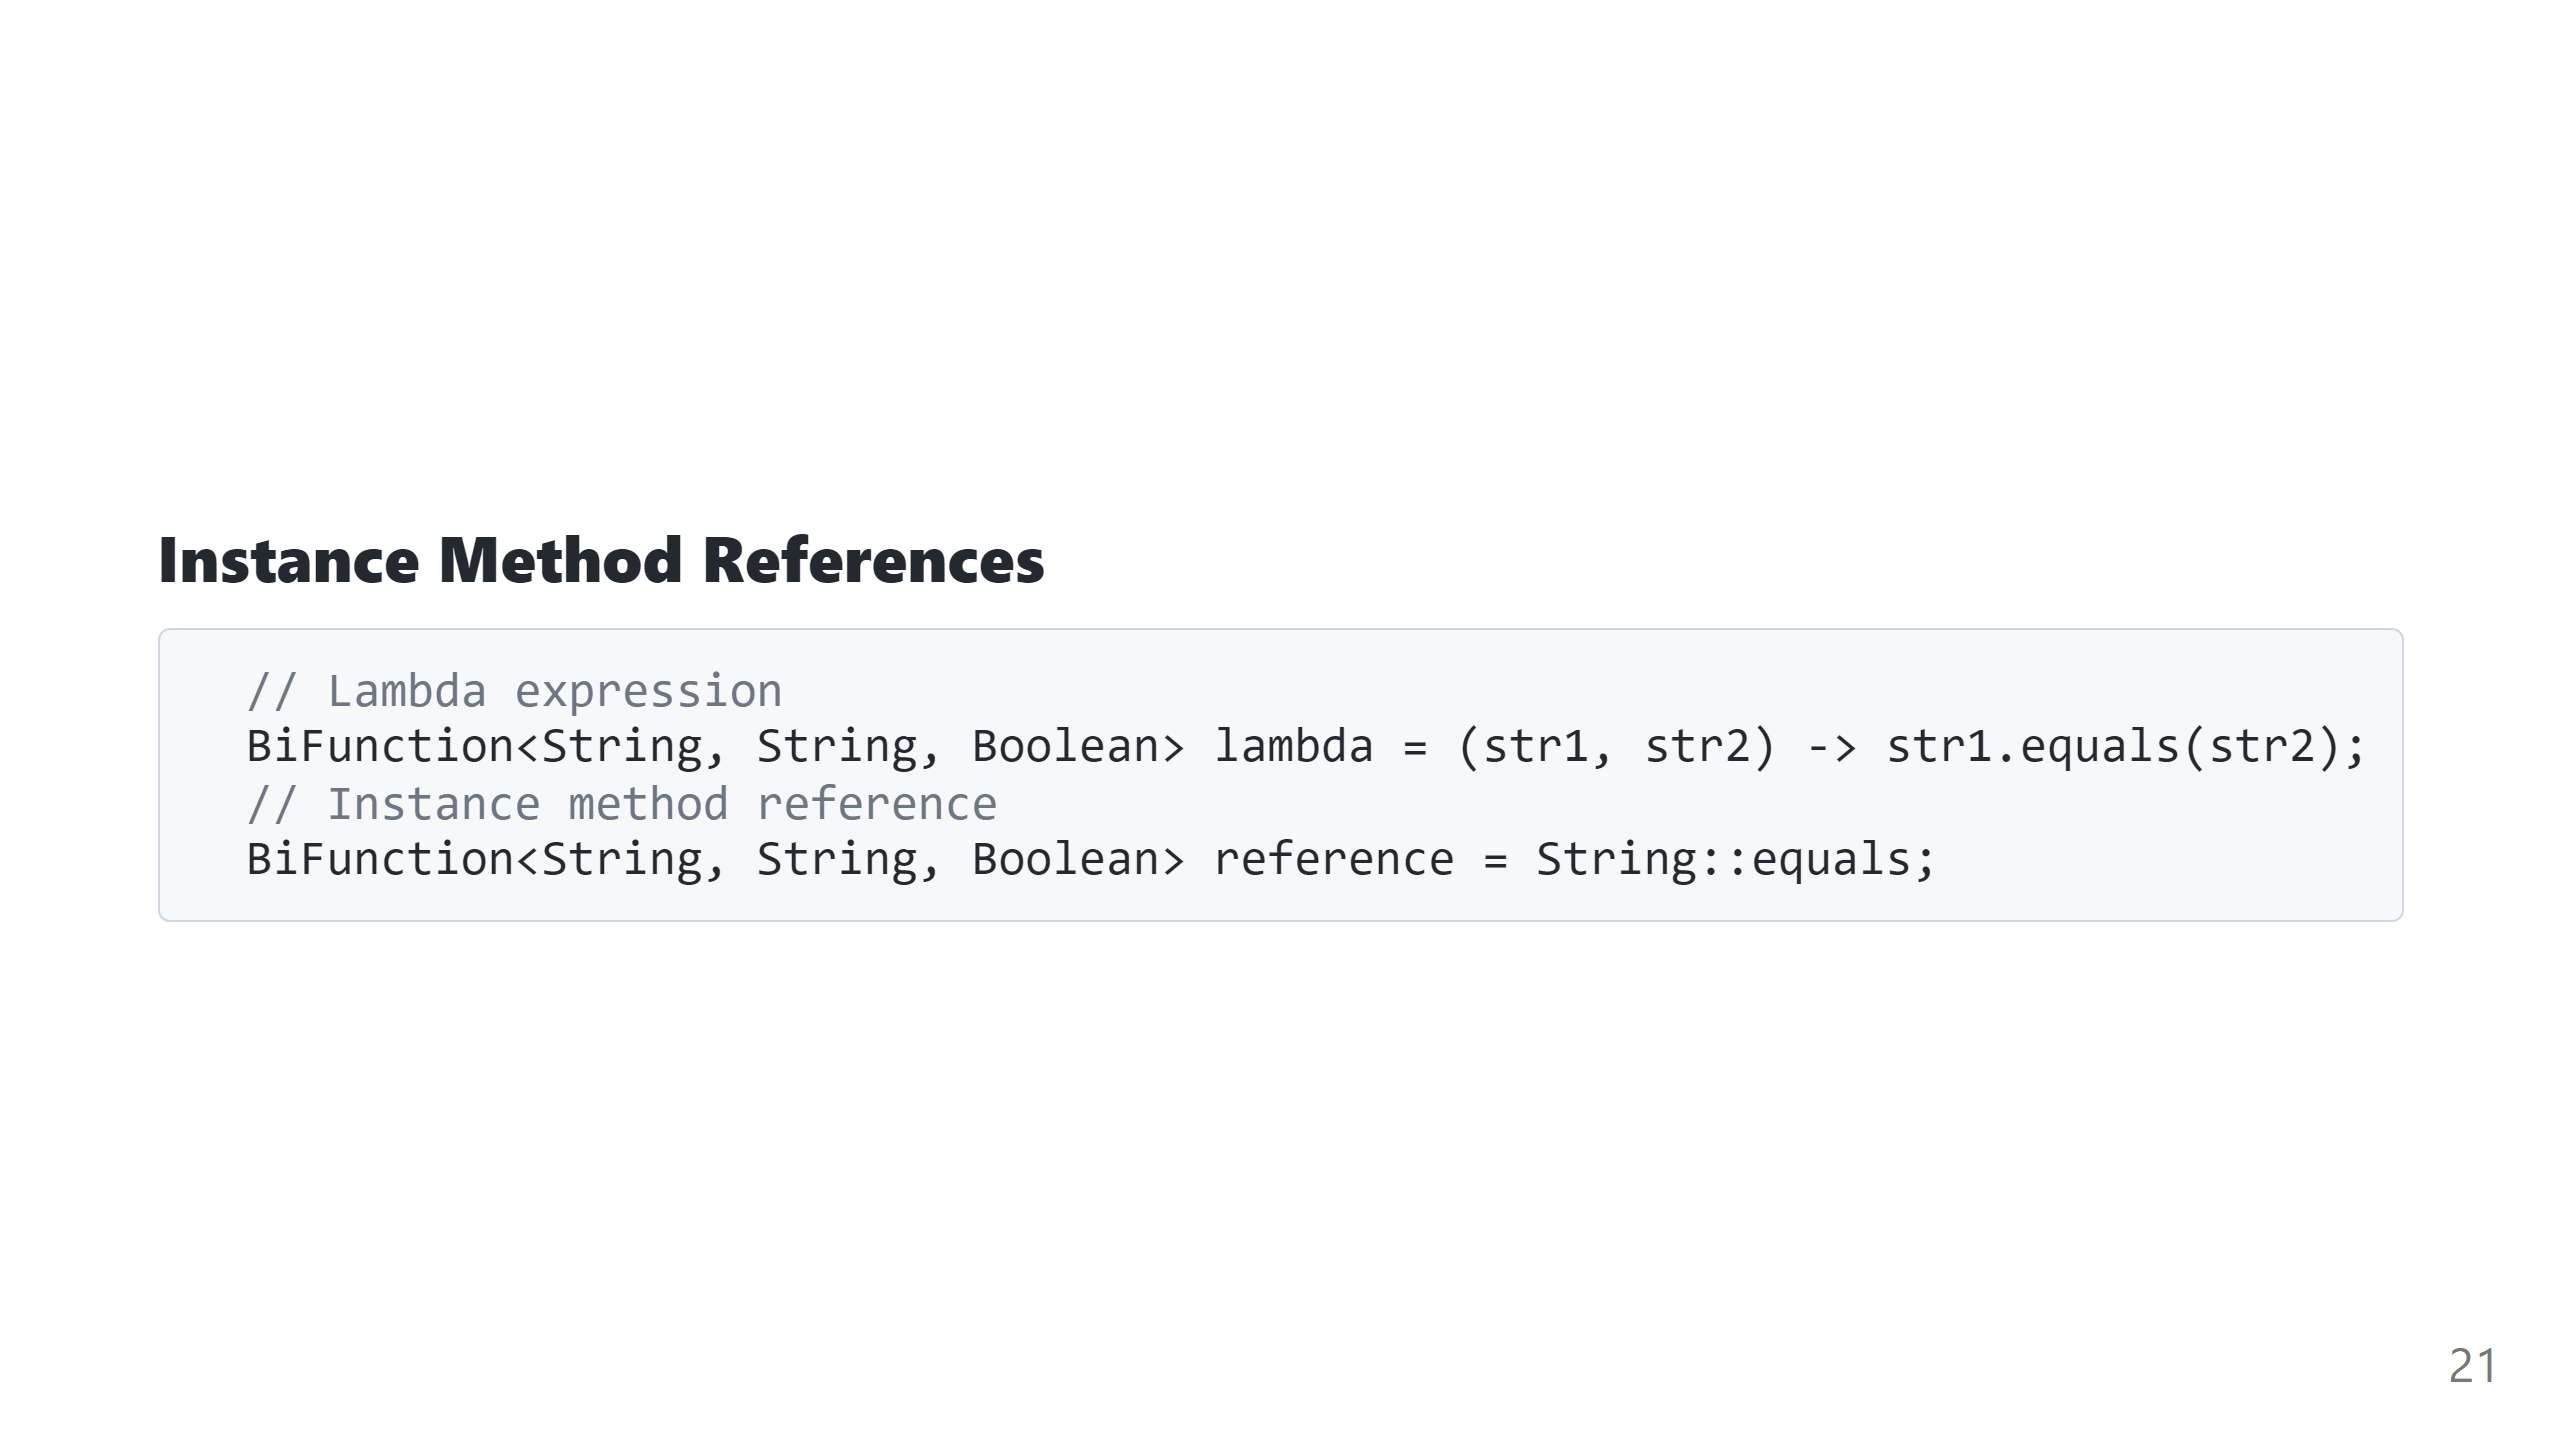 Instance Method References
// Lambda expression
BiFunction<String, String, Boolean> lambda = (str1, str2) -> str1.equals(str2);
// Instance method reference
BiFunction<String, String, Boolean> reference = String::equals;
21